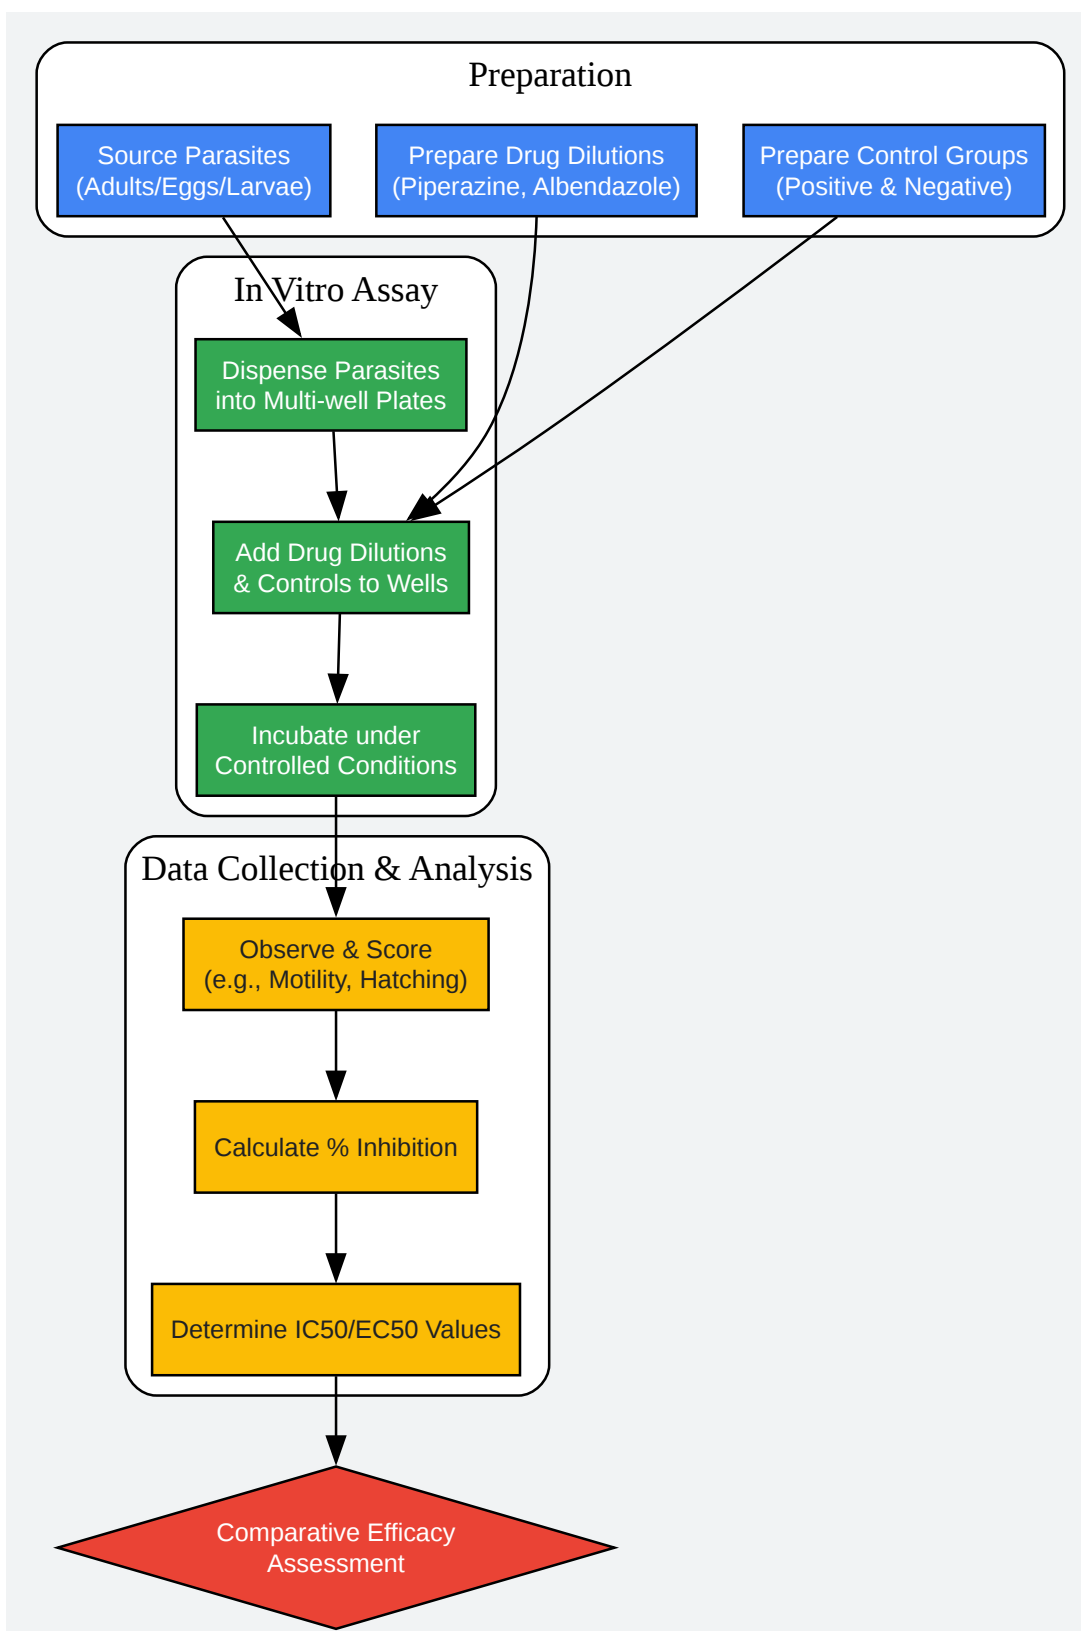 Preparation
Source Parasites
(Adults/Eggs/Larvae)
Prepare Drug Dilutions
(Piperazine, Albendazole)
Prepare Control Groups
(Positive & Negative)
In Vitro Assay
Dispense Parasites
into Multi-well Plates
Add Drug Dilutions
& Controls to Wells
Incubate under
Controlled Conditions
Data Collection & Analysis
Observe & Score
(e.g., Motility, Hatching)
Calculate % Inhibition
Determine IC50/EC50 Values
Comparative Efficacy
Assessment